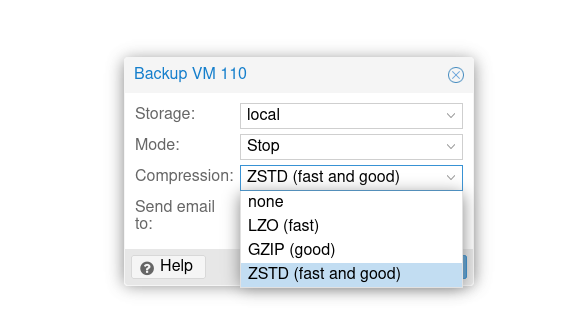 Backup VM 110
Storage: local
Mode: Stop
Compression: ZSTD (fast and good)
Send email
to:
none
LZO (fast)
GZIP (good)
ZSTD (fast and good)
Help